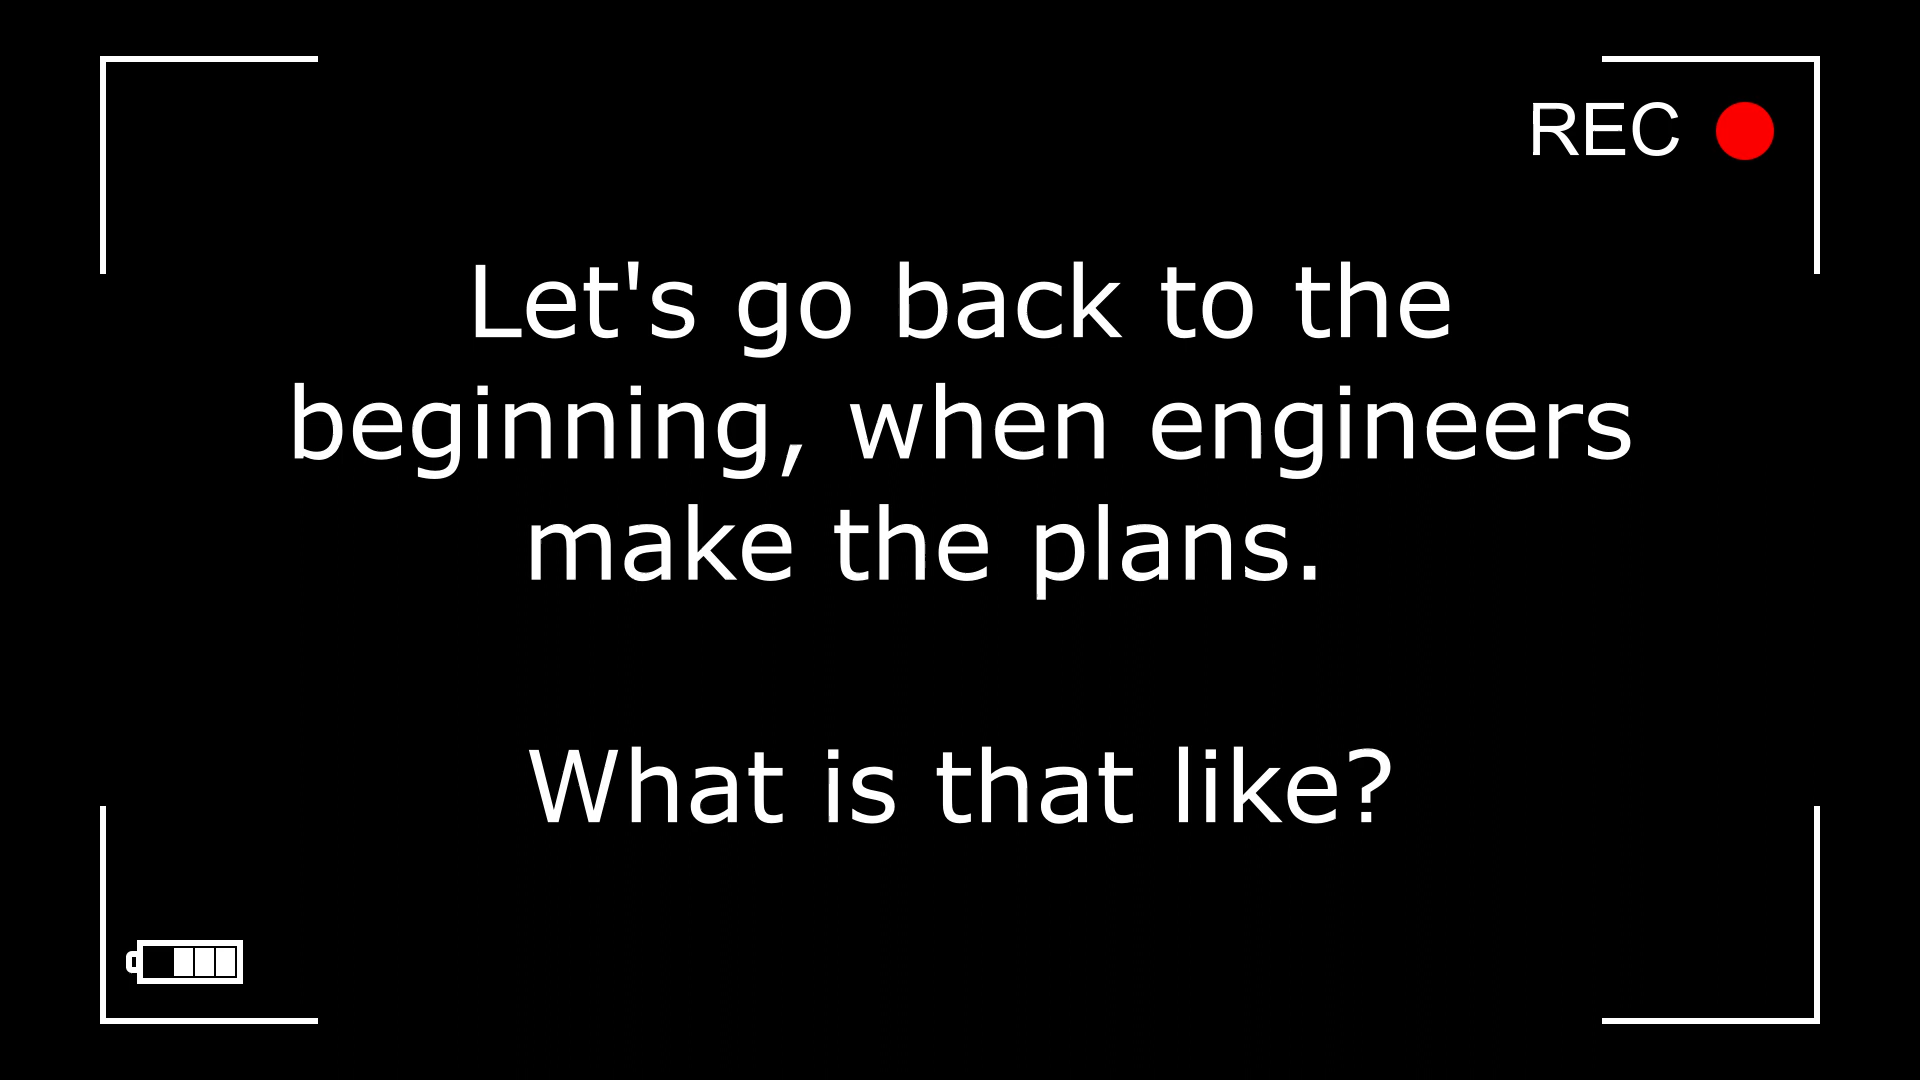 REC
Let's go back to the
beginning, when engineers
make the plans.
What is that like?